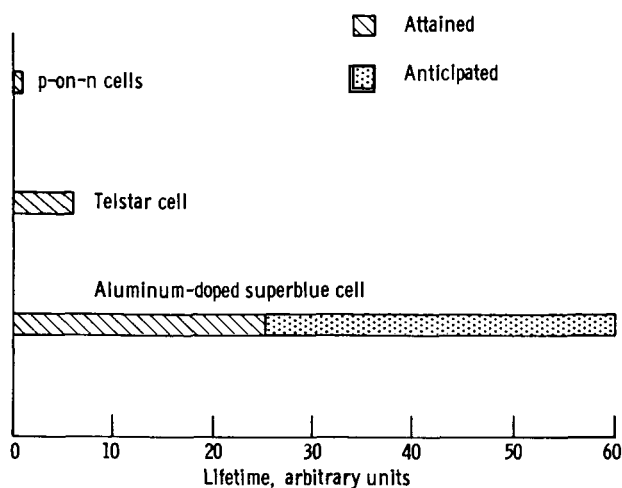 Attained
Anticipated
p-on-n cells
Telstar cell
Aluminum-doped superblue cell
0 10 20 30 40 50 60
Lifetime, arbitrary units